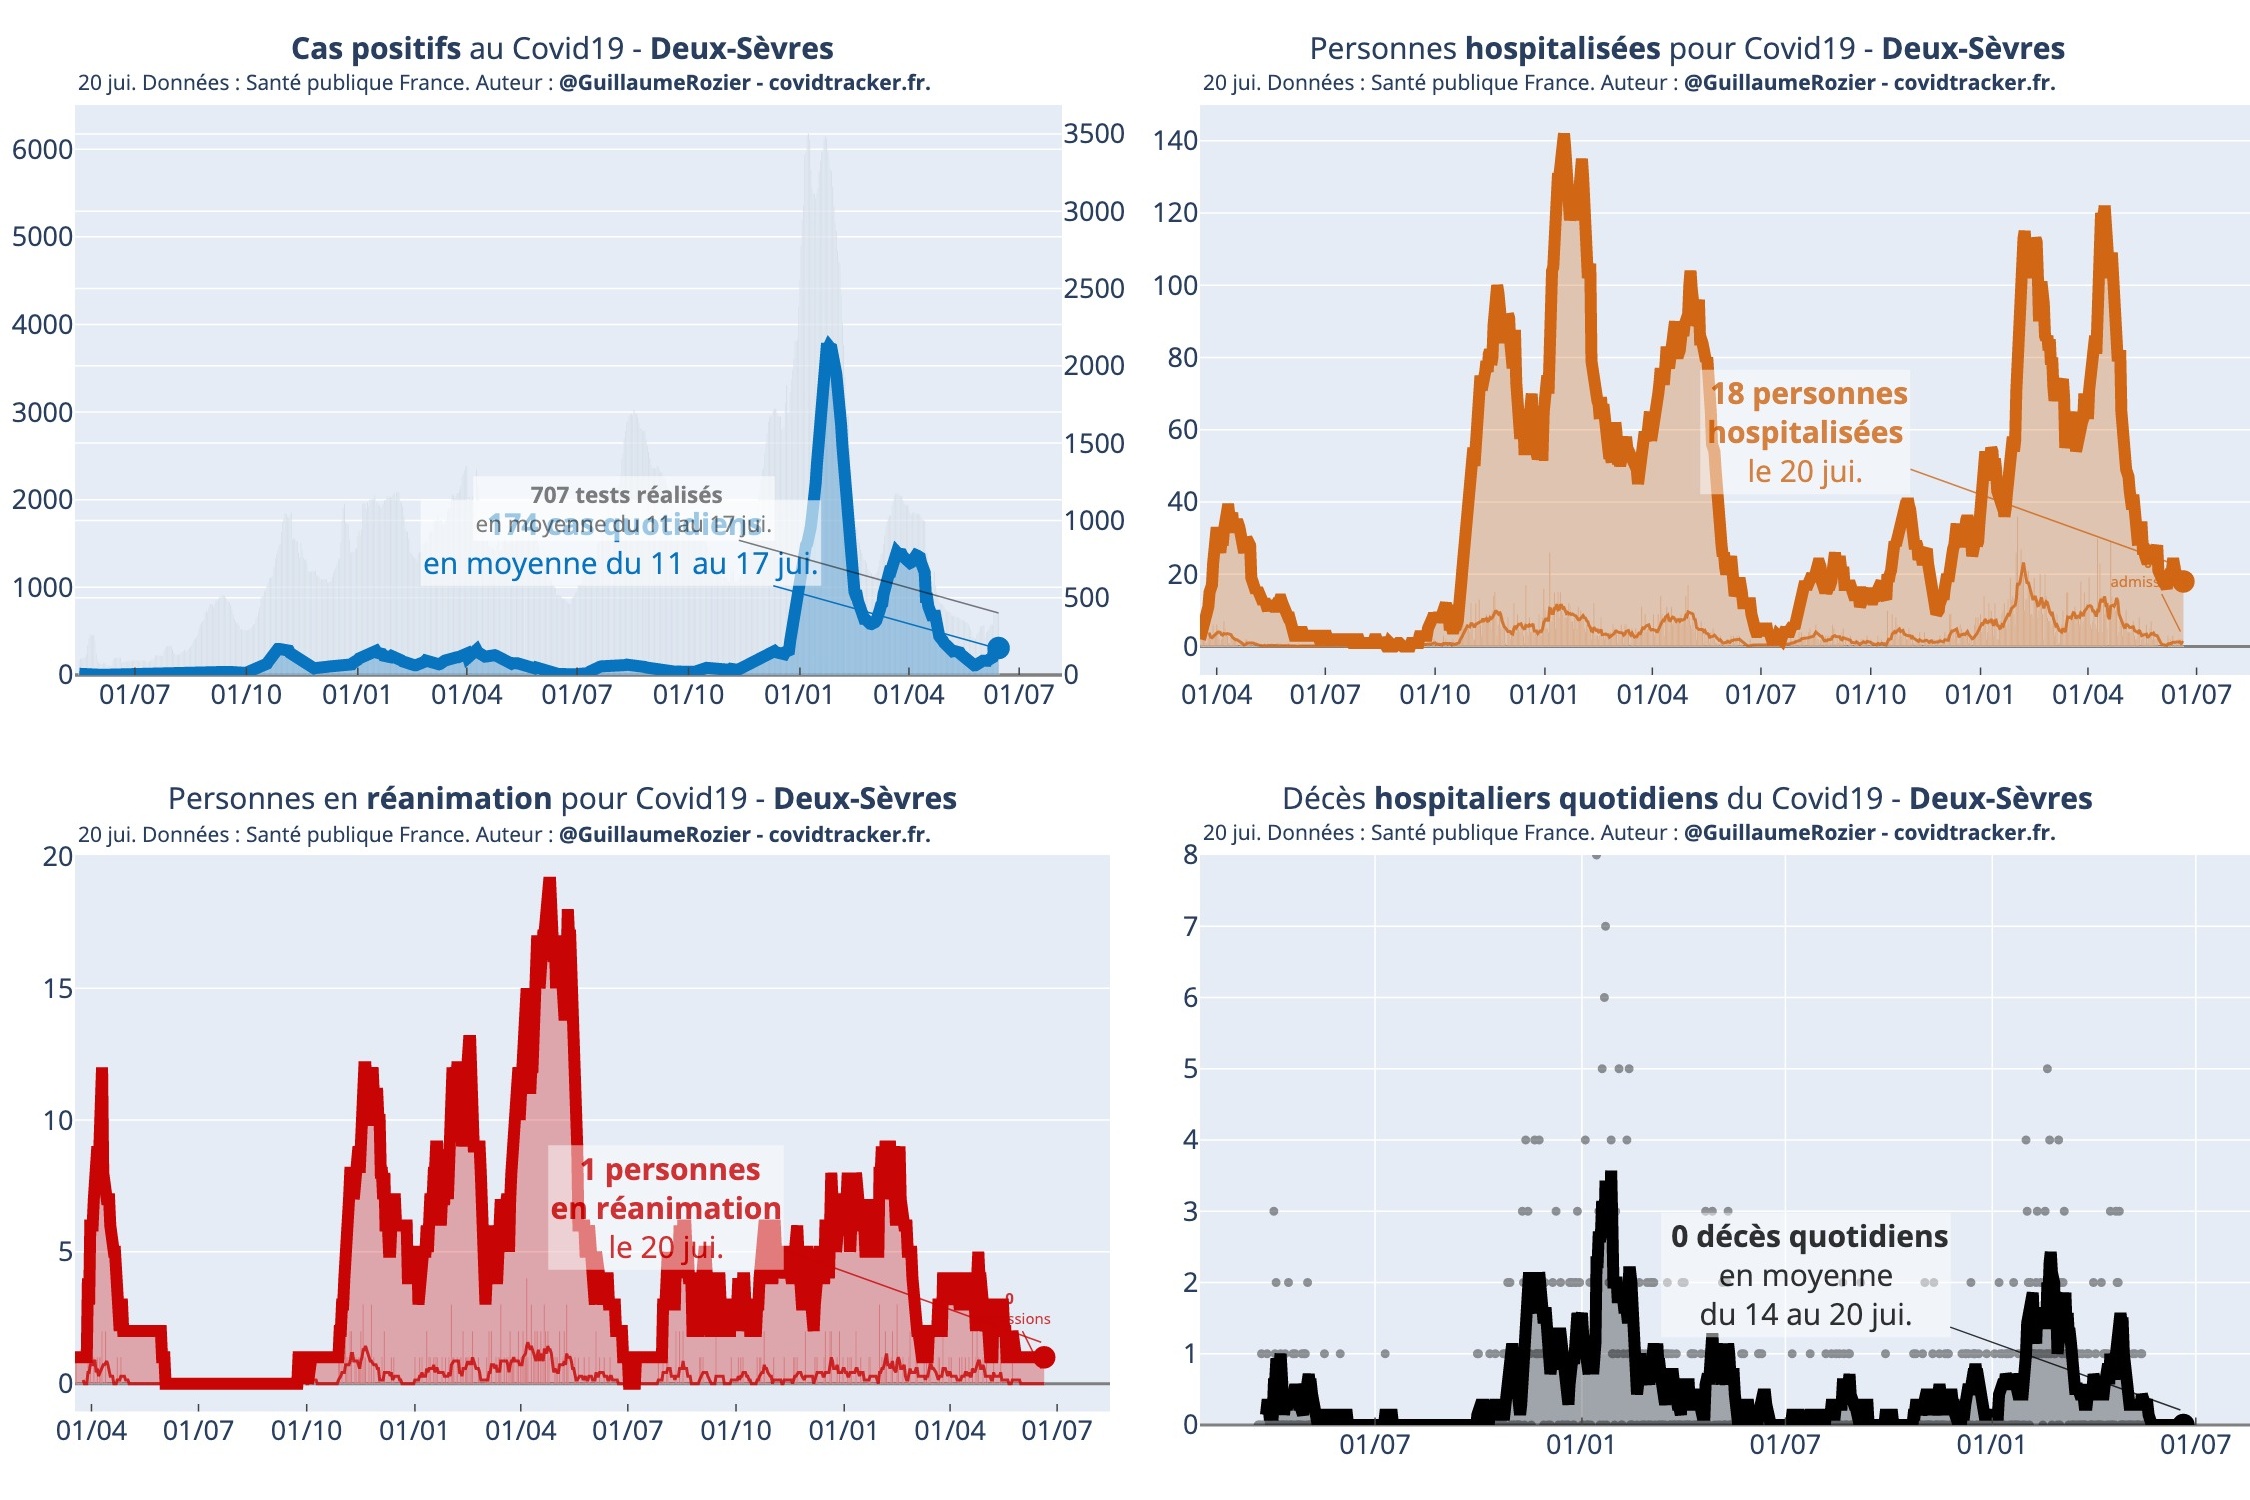 Cas positifs au Covid19 - Deux-Sèvres
20 jui. Données : Santé publique France. Auteur : @GuillaumeRozier - covidtracker.fr.
6000
5000
4000
3000
2000
1000
0
3500
3000
2500
2000
1500
1000
500
0
707 tests réalisés
en moyenne du 11 au 17 jui.
174 cas quotidiens
en moyenne du 11 au 17 jui.
01/07 01/10 01/01 01/04 01/07 01/10 01/01 01/04 01/07
Personnes hospitalisées pour Covid19 - Deux-Sèvres
20 jui. Données : Santé publique France. Auteur : @GuillaumeRozier - covidtracker.fr.
140
120
100
80
60
40
20
0
18 personnes
hospitalisées
le 20 jui.
01/04 01/07 01/10 01/01 01/04 01/07 01/10 01/01 01/04 01/07
Personnes en réanimation pour Covid19 - Deux-Sèvres
20 jui. Données : Santé publique France. Auteur : @GuillaumeRozier - covidtracker.fr.
20
15
10
5
0
1 personnes
en réanimation
le 20 jui.
0
01/04 01/07 01/10 01/01 01/04 01/07 01/10 01/01 01/04 01/07
Décès hospitaliers quotidiens du Covid19 - Deux-Sèvres
20 jui. Données : Santé publique France. Auteur : @GuillaumeRozier - covidtracker.fr.
8
7
6
5
4
3
2
1
0
0 décès quotidiens
en moyenne
du 14 au 20 jui.
01/07 01/01 01/07 01/01 01/07